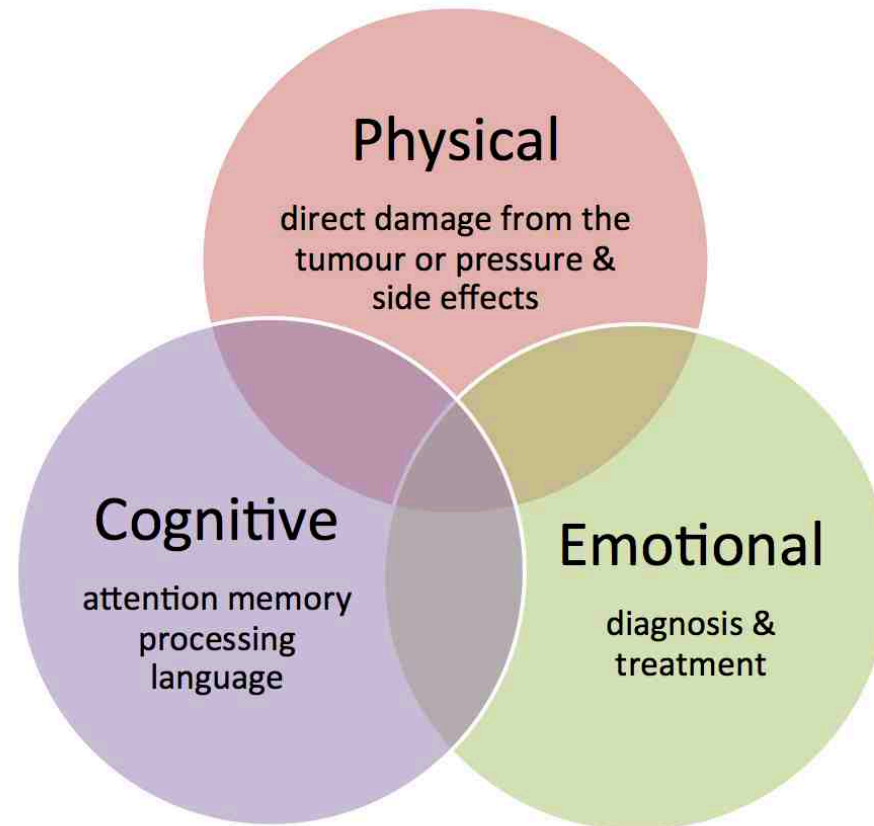 Physical
direct damage from the
tumour or pressure &
side effects
Cognitive
attention memory
processing
language
Emotional
diagnosis &
treatment